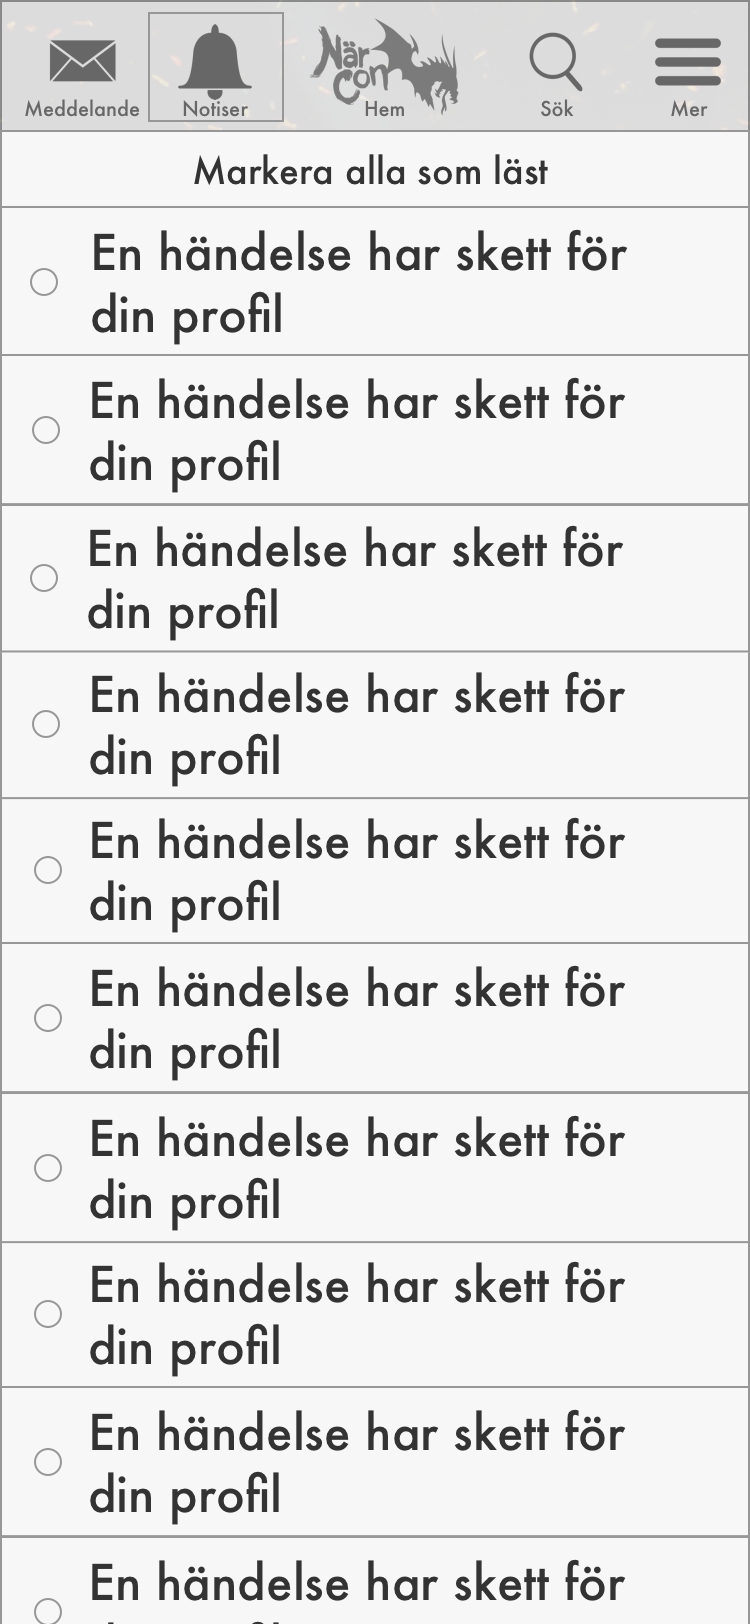 När
Con
Meddelande
Notiser
Hem
Sök
Mer
Markera alla som läst
En händelse har skett för
din profil
En händelse har skett för
din profil
En händelse har skett för
din profil
En händelse har skett för
din profil
En händelse har skett för
din profil
En händelse har skett för
din profil
En händelse har skett för
din profil
En händelse har skett för
din profil
En händelse har skett för
din profil
En händelse har skett för